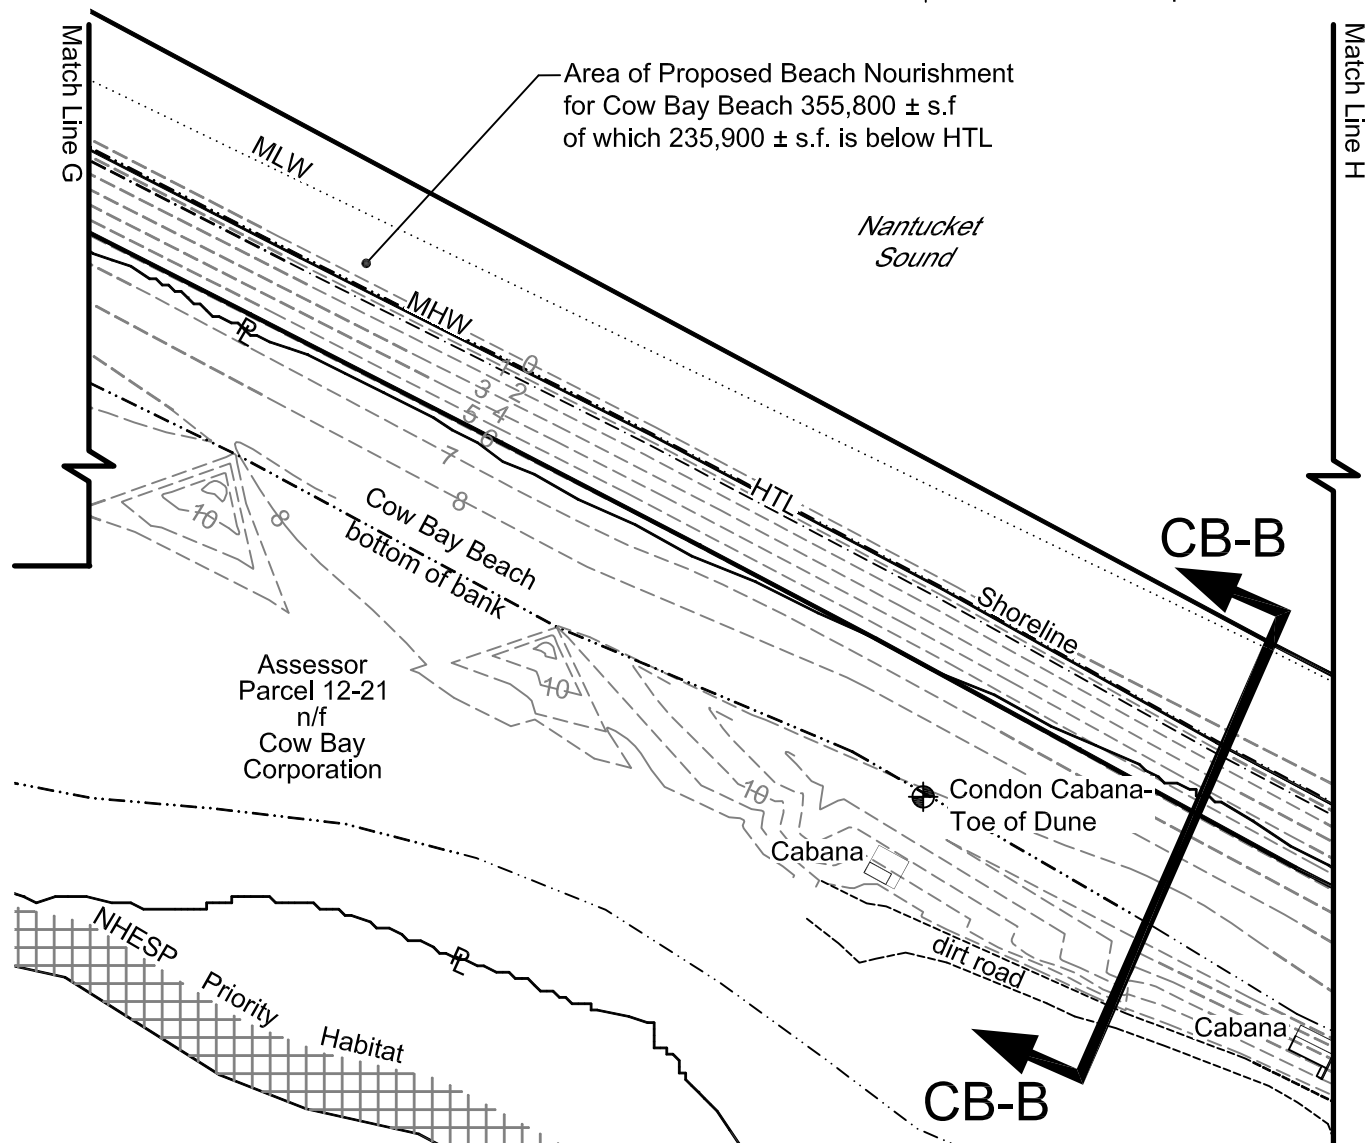 Match Line G
Match Line H
Area of Proposed Beach Nourishment
for Cow Bay Beach 355,800 ± s.f
of which 235,900 ± s.f. is below HTL
MLW
Nantucket
Sound
MHW
PL
0
1
2
3
4
5
6
7
8
HTL
Cow Bay Beach
bottom of bank
10
8
CB-B
Shoreline
Assessor
Parcel 12-21
n/f
Cow Bay
Corporation
10
10
Condon Cabana-
Toe of Dune
Cabana
dirt road
NHESP
Priority
Habitat
PL
Cabana
CB-B